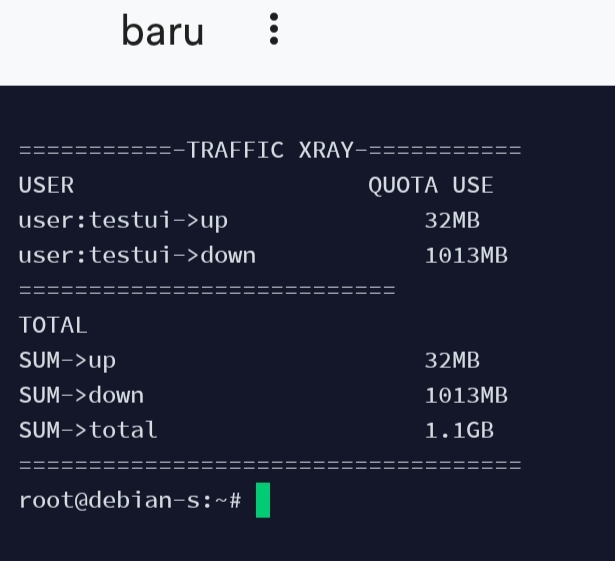 baru
===========-TRAFFIC XRAY-===========
USER QUOTA USE
user:testui->up 32MB
user:testui->down 1013MB
===========================
TOTAL
SUM->up 32MB
SUM->down 1013MB
SUM->total 1.1GB
====================================
root@debian-s:~#